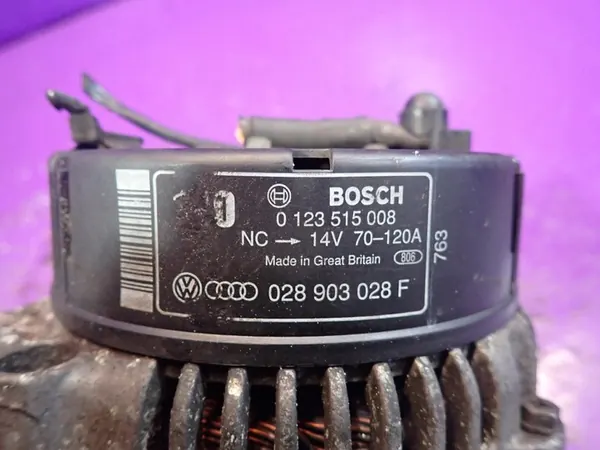 BOSCH
0 123 515 008
NC → 14V 70-120A
Made in Great Britain 806
763
028 903 028 F